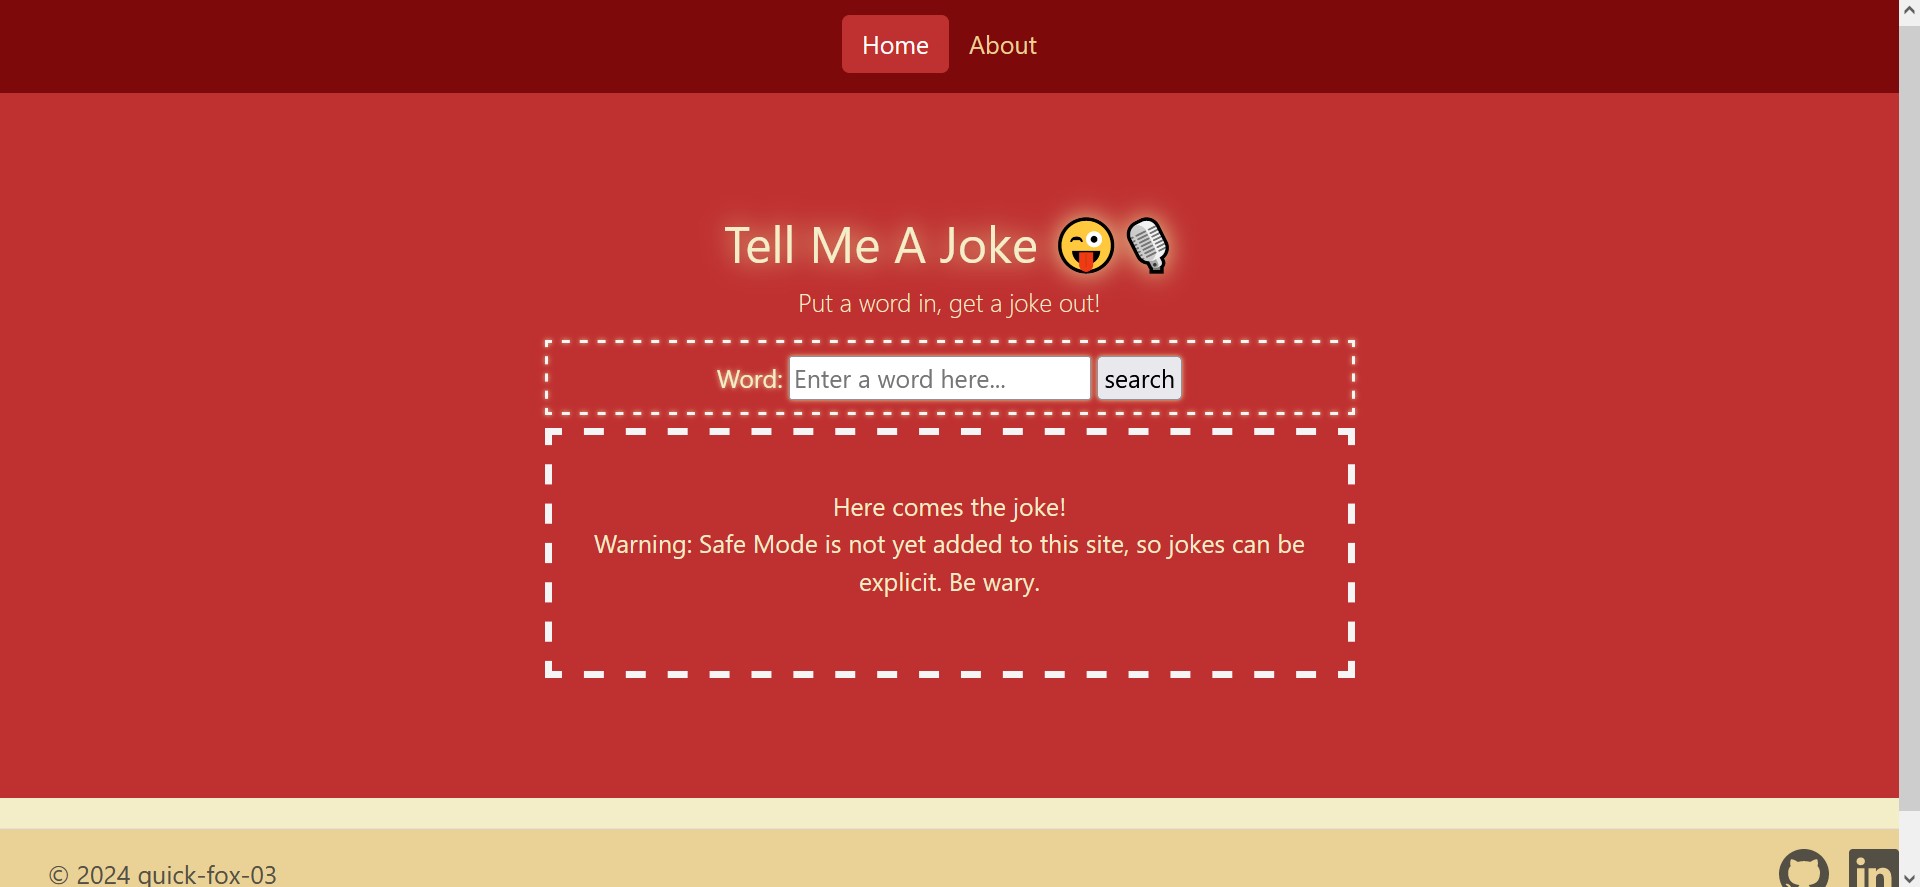 Home About
Tell Me A Joke 😜🎙
Put a word in, get a joke out!
Word: Enter a word here... search
Here comes the joke!
Warning: Safe Mode is not yet added to this site, so jokes can be
explicit. Be wary.
© 2024 quick-fox-03
in